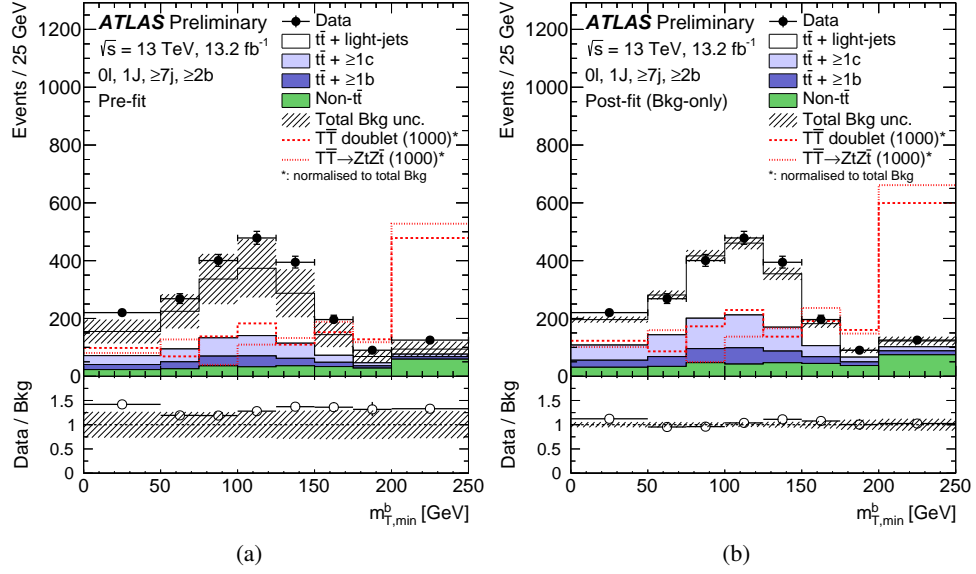 Events / 25 GeV
1200
1000
800
600
400
200
0
ATLAS Preliminary
√s = 13 TeV, 13.2 fb⁻¹
0l, 1J, ≥7j, ≥2b
Pre-fit
Data
tt̄ + light-jets
tt̄ + ≥1c
tt̄ + ≥1b
Non-tt̄
Total Bkg unc.
TT̄ doublet (1000)*
TT̄→ZtZt̄ (1000)*
*: normalised to total Bkg
Data / Bkg
1.5
1
0.5
0
0 50 100 150 200 250
m^b_T,min [GeV]
(a)
Events / 25 GeV
1200
1000
800
600
400
200
0
ATLAS Preliminary
√s = 13 TeV, 13.2 fb⁻¹
0l, 1J, ≥7j, ≥2b
Post-fit (Bkg-only)
Data
tt̄ + light-jets
tt̄ + ≥1c
tt̄ + ≥1b
Non-tt̄
Total Bkg unc.
TT̄ doublet (1000)*
TT̄→ZtZt̄ (1000)*
*: normalised to total Bkg
Data / Bkg
1.5
1
0.5
0
0 50 100 150 200 250
m^b_T,min [GeV]
(b)